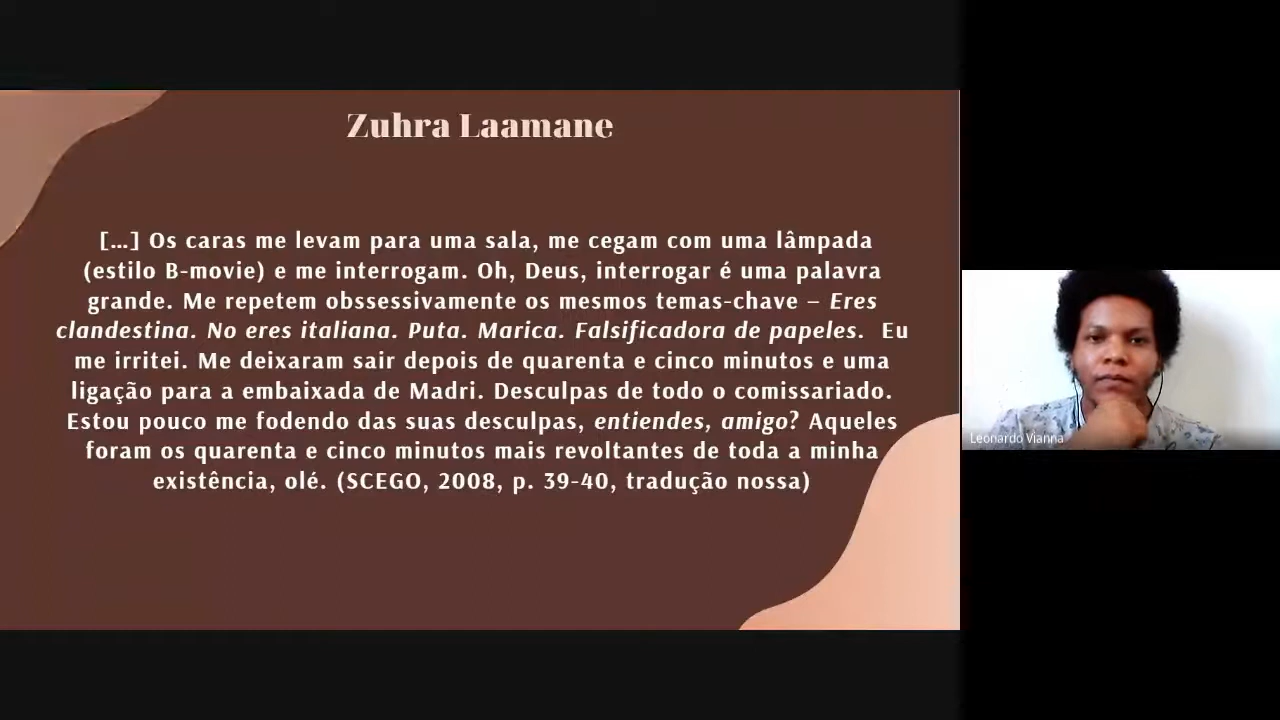 Zuhra Laamane
[...] Os caras me levam para uma sala, me cegam com uma lâmpada
(estilo B-movie) e me interrogam. Oh, Deus, interrogar é uma palavra
grande. Me repetem obssessivamente os mesmos temas-chave – Eres
clandestina. No eres italiana. Puta. Marica. Falsificadora de papeles. Eu
me irritei. Me deixaram sair depois de quarenta e cinco minutos e uma
ligação para a embaixada de Madri. Desculpas de todo o comissariado.
Estou pouco me fodendo das suas desculpas, entiendes, amigo? Aqueles
foram os quarenta e cinco minutos mais revoltantes de toda a minha
existência, olé. (SCEGO, 2008, p. 39-40, tradução nossa)
Leonardo Vianna